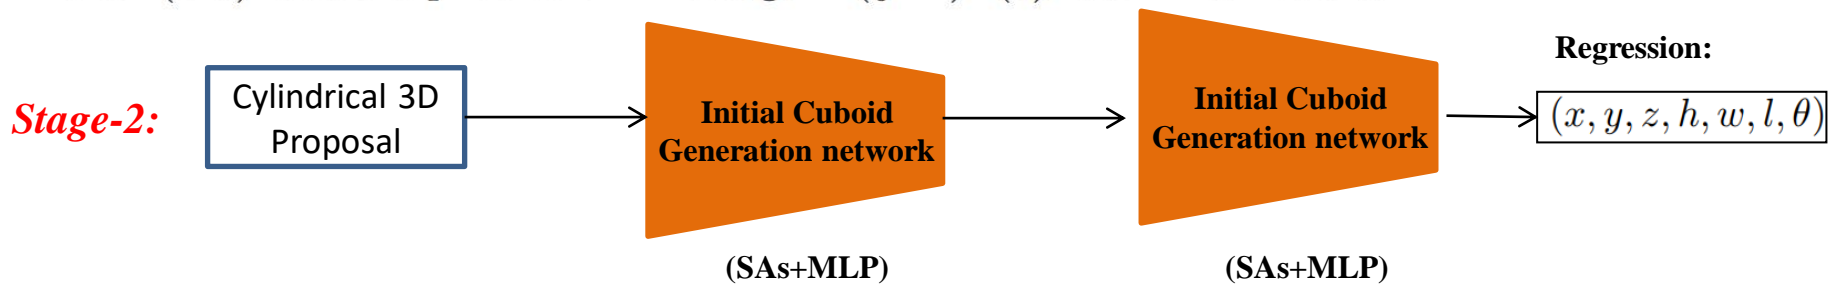 Stage-2:
Cylindrical 3D
Proposal
Initial Cuboid
Generation network
(SAs+MLP)
Initial Cuboid
Generation network
(SAs+MLP)
Regression:
(x, y, z, h, w, l, θ)